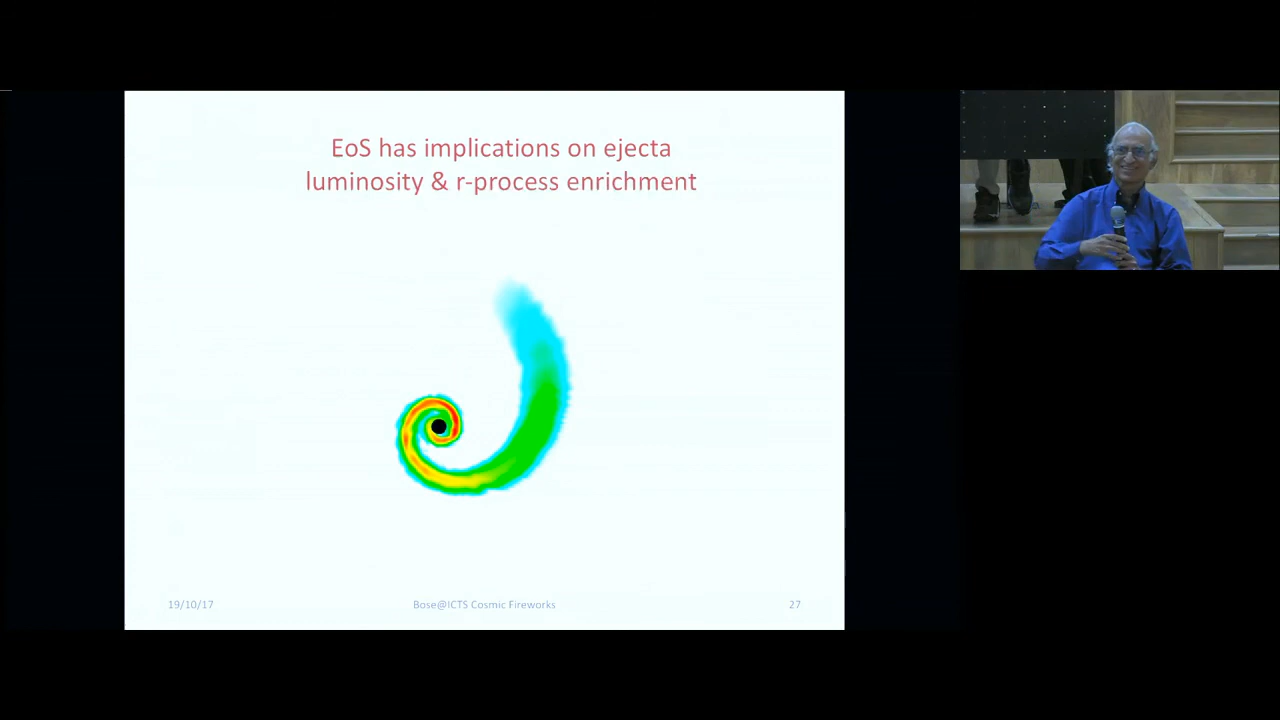 EoS has implications on ejecta
luminosity & r-process enrichment
19/10/17
Bose@ICTS Cosmic Fireworks
27